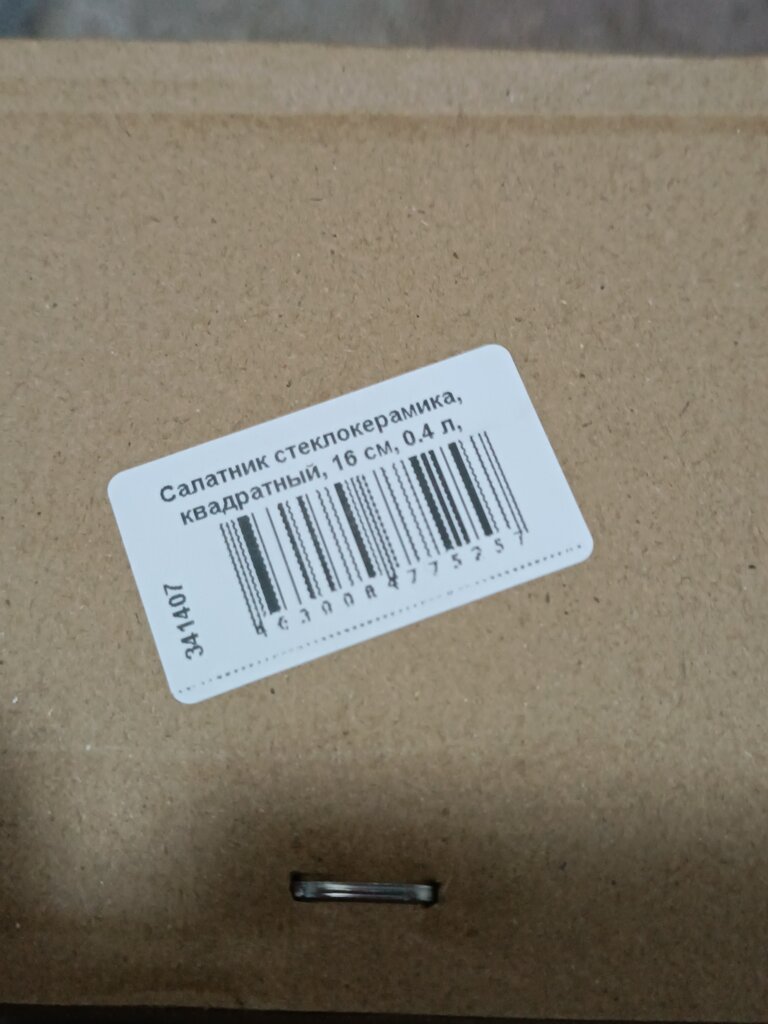 Салатник стеклокерамика,
квадратный, 16 см, 0.4 л,
341407